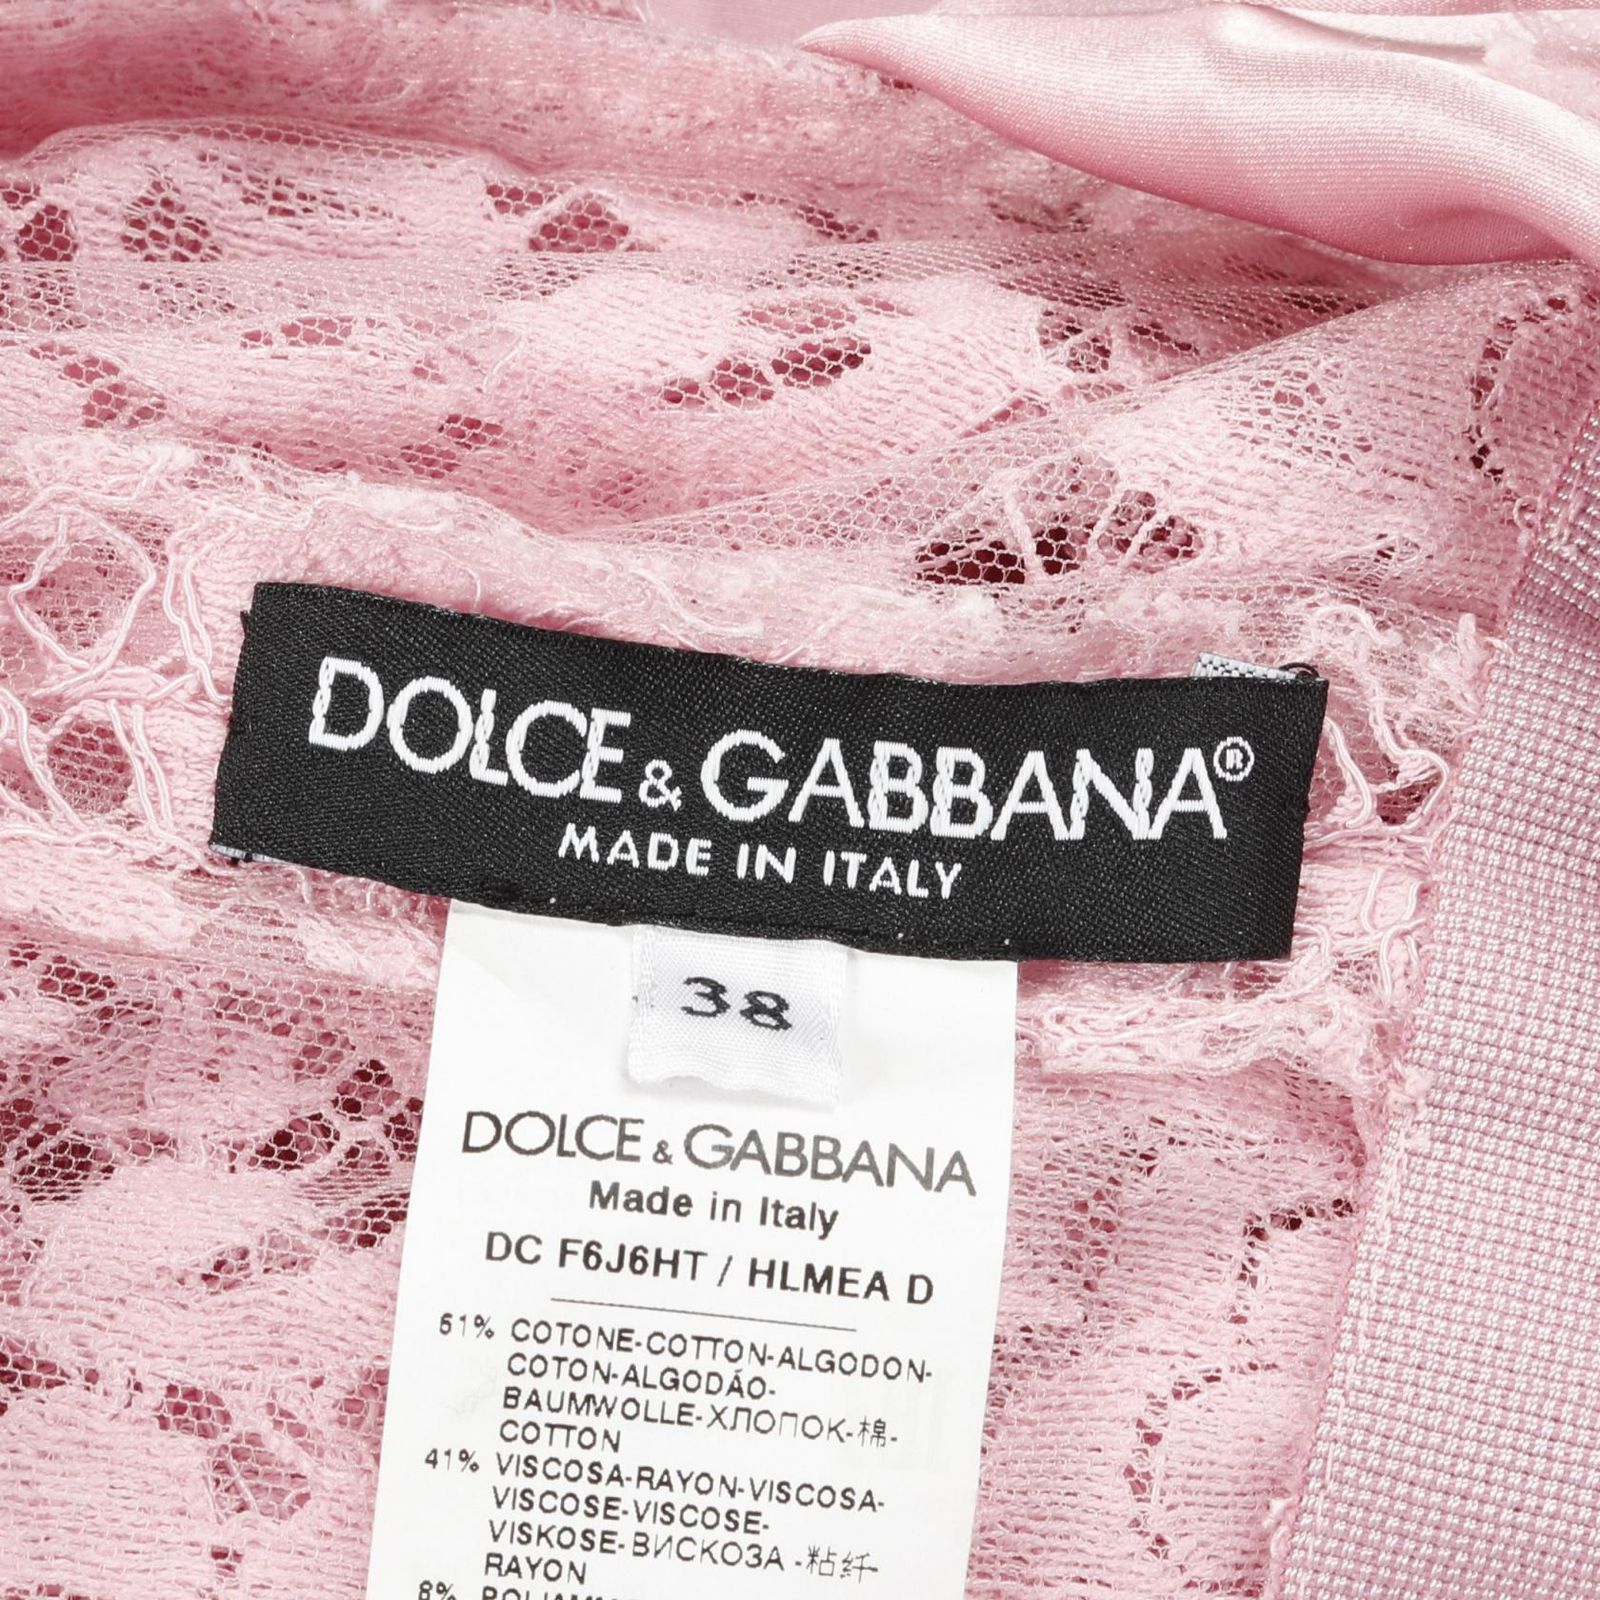 DOLCE & GABBANA®
MADE IN ITALY
38
DOLCE & GABBANA
Made in Italy
DC F6J6HT / HLMEA D
51% COTONE-COTTON-ALGODON-
COTON-ALGODÃO-
BAUMWOLLE-ХЛОПОК-棉-
COTTON
41% VISCOSA-RAYON-VISCOSA-
VISCOSE-VISCOSE-
VISKOSE-ВИСКОЗА -粘纤-
RAYON
8%